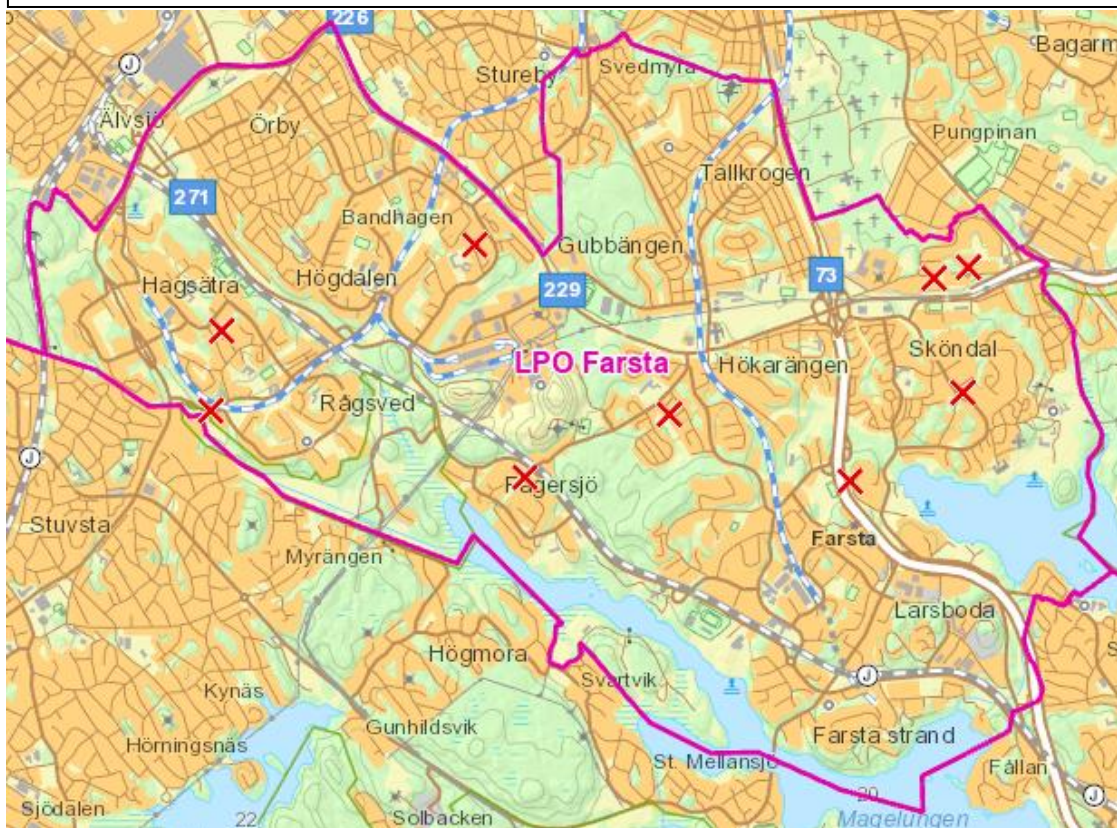 226
Bagarm
J
Stureby
Svedmyra
Älvsjö
Örby
Pungpinan
Tallkrogen
271
Bandhagen
Gubbängen
Högdalen
Hagsätra
73
229
Sköndal
LPO Farsta
Hökarängen
Rågsved
J
Fagersjö
Stuvsta
Farsta
Myrängen
Larsboda
S
Högmora
Svartvik
J
Kynäs
Gunhildsvik
Farsta strand
Hörningsnäs
St. Mellansjö
Fållan
Sjödalen
22
Solbacken
20
Magelungen
J